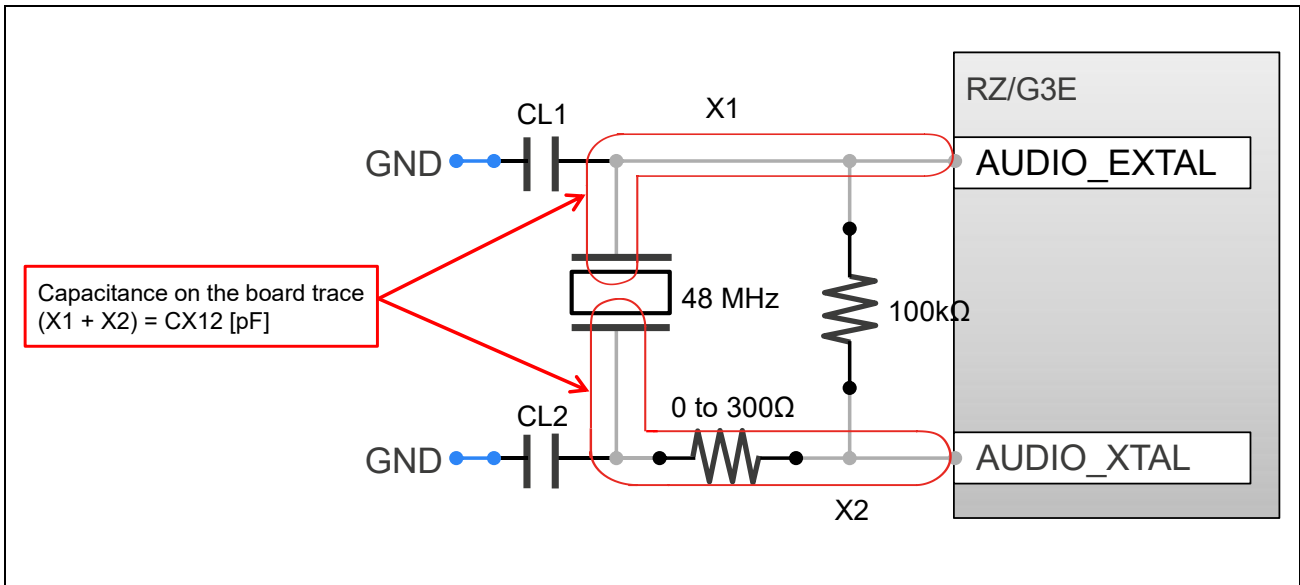 RZ/G3E
X1
CL1
GND
AUDIO_EXTAL
Capacitance on the board trace
(X1 + X2) = CX12 [pF]
48 MHz
100kΩ
0 to 300Ω
CL2
GND
AUDIO_XTAL
X2